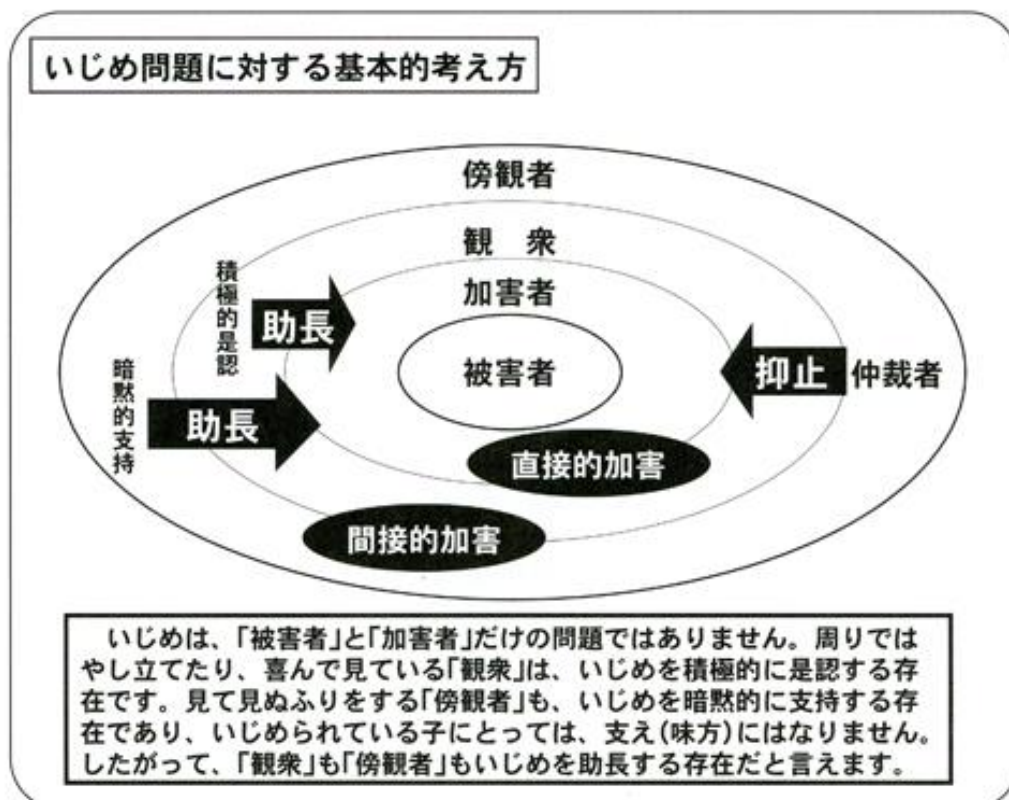 いじめ問題に対する基本的考え方
傍観者
観　衆
加害者
被害者
積極的是認
助長
暗黙的支持
助長
抑止
仲裁者
直接的加害
間接的加害
いじめは、「被害者」と「加害者」だけの問題ではありません。周りでは
やし立てたり、喜んで見ている「観衆」は、いじめを積極的に是認する存
在です。見て見ぬふりをする「傍観者」も、いじめを暗黙的に支持する存
在であり、いじめられている子にとっては、支え(味方)にはなりません。
したがって、「観衆」も「傍観者」もいじめを助長する存在だと言えます。